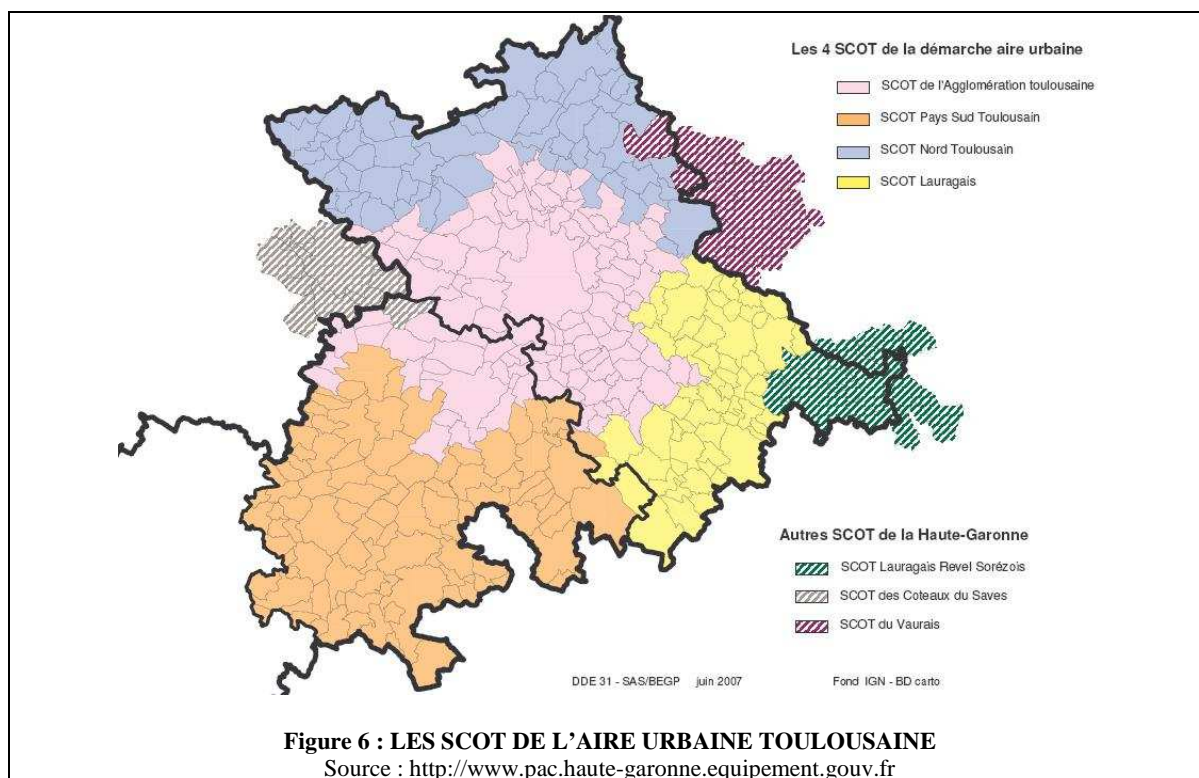 Les 4 SCOT de la démarche aire urbaine
SCOT de l'Agglomération toulousaine
SCOT Pays Sud Toulousain
SCOT Nord Toulousain
SCOT Lauragais
Autres SCOT de la Haute-Garonne
SCOT Lauragais Revel Sorézois
SCOT des Coteaux du Saves
SCOT du Vaurais
DDE 31 - SAS/BEGP juin 2007 Fond IGN - BD carto
Figure 6 : LES SCOT DE L'AIRE URBAINE TOULOUSAINE
Source : http://www.pac.haute-garonne.equipement.gouv.fr